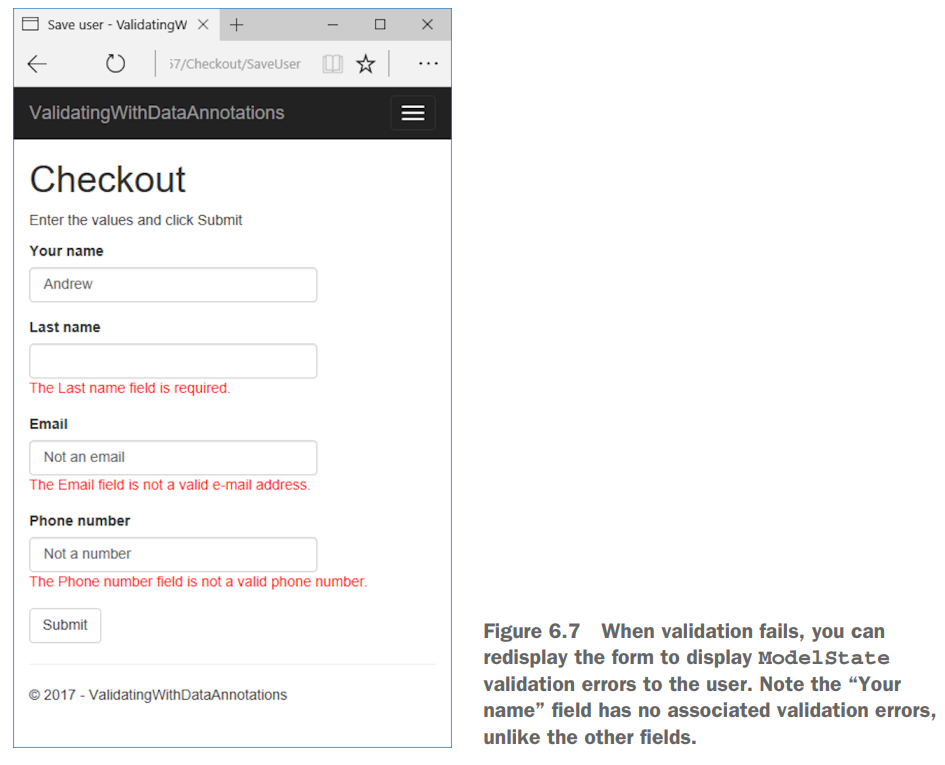 Save user - ValidatingW
57/Checkout/SaveUser
ValidatingWithDataAnnotations
Checkout
Enter the values and click Submit
Your name
Andrew
Last name
The Last name field is required.
Email
Not an email
The Email field is not a valid e-mail address.
Phone number
Not a number
The Phone number field is not a valid phone number.
Submit
© 2017 - ValidatingWithDataAnnotations
Figure 6.7 When validation fails, you can
redisplay the form to display ModelState
validation errors to the user. Note the “Your
name” field has no associated validation errors,
unlike the other fields.